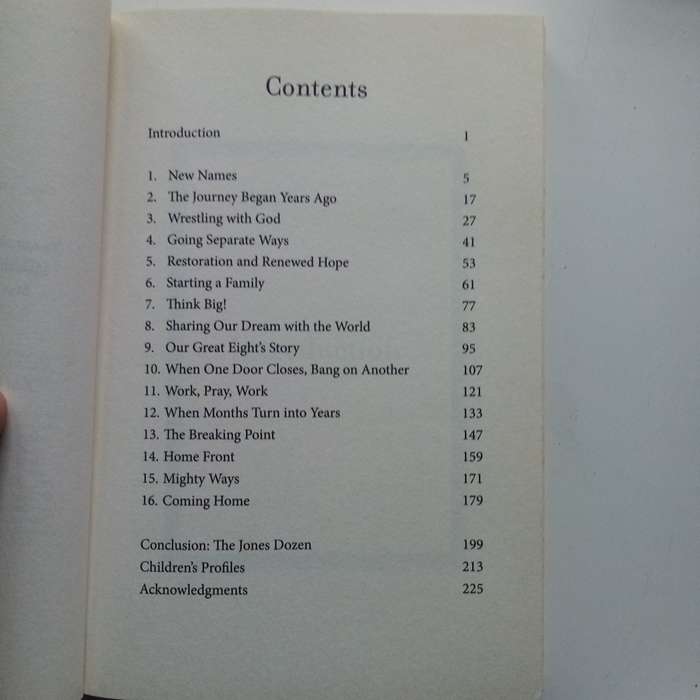 Contents
Introduction 1
1. New Names 5
2. The Journey Began Years Ago 17
3. Wrestling with God 27
4. Going Separate Ways 41
5. Restoration and Renewed Hope 53
6. Starting a Family 61
7. Think Big! 77
8. Sharing Our Dream with the World 83
9. Our Great Eight's Story 95
10. When One Door Closes, Bang on Another 107
11. Work, Pray, Work 121
12. When Months Turn into Years 133
13. The Breaking Point 147
14. Home Front 159
15. Mighty Ways 171
16. Coming Home 179
Conclusion: The Jones Dozen 199
Children's Profiles 213
Acknowledgments 225